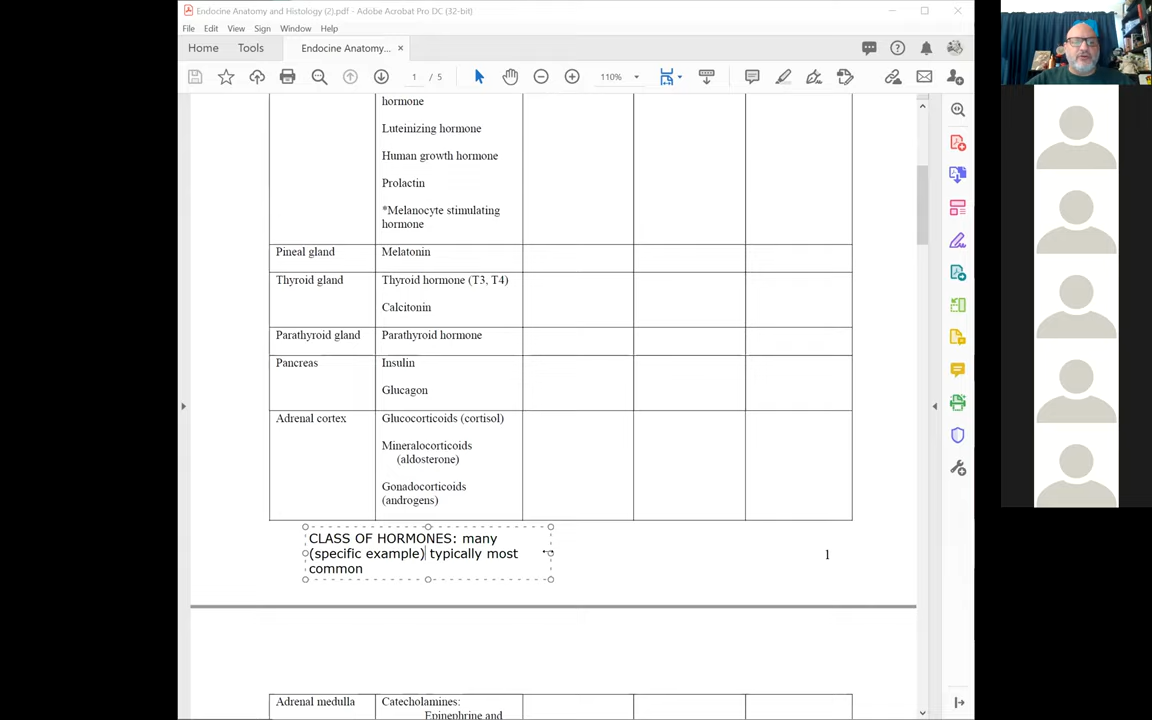 Endocrine Anatomy and Histology (2).pdf - Adobe Acrobat Pro DC (32-bit)
File Edit View Sign Window Help
Home Tools Endocrine Anatomy... ×
1 / 5 110%
hormone
Luteinizing hormone
Human growth hormone
Prolactin
*Melanocyte stimulating
hormone
Pineal gland Melatonin
Thyroid gland Thyroid hormone (T3, T4)
Calcitonin
Parathyroid gland Parathyroid hormone
Pancreas Insulin
Glucagon
Adrenal cortex Glucocorticoids (cortisol)
Mineralocorticoids
(aldosterone)
Gonadocorticoids
(androgens)
CLASS OF HORMONES: many
(specific example) typically most
common
1
Adrenal medulla Catecholamines:
Epinephrine and